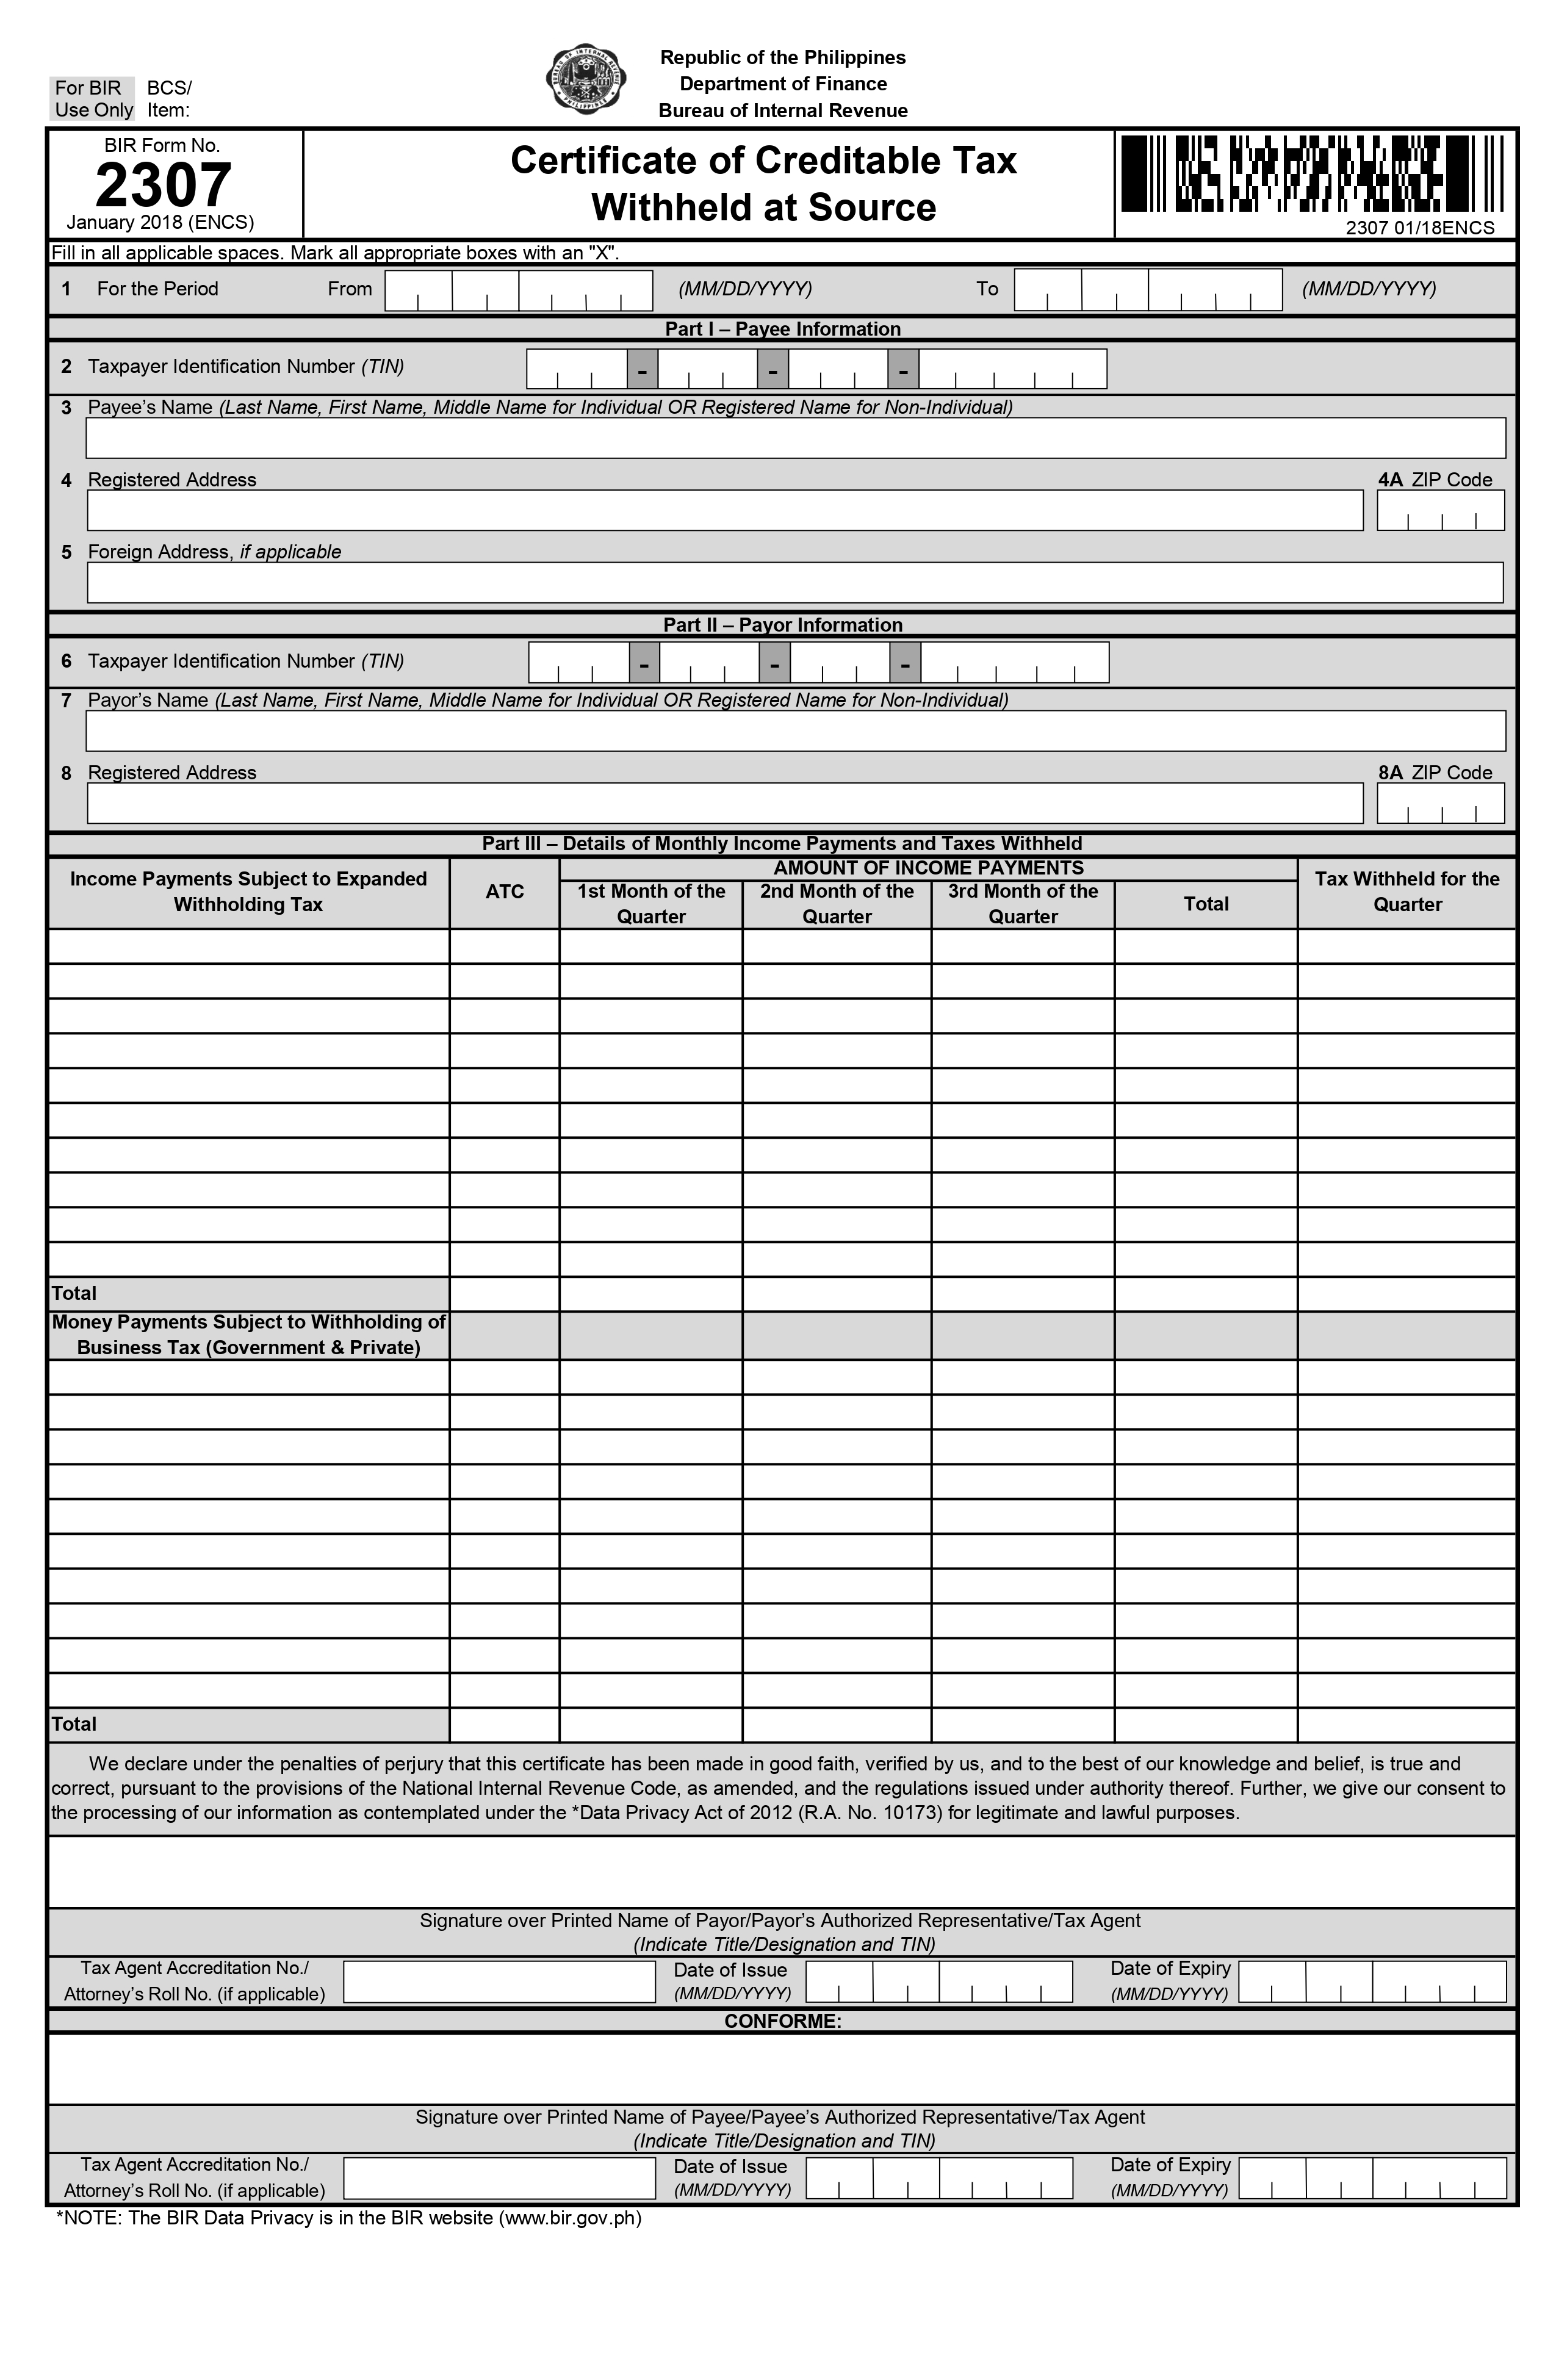 Republic of the Philippines
For BIR BCS/
Department of Finance
Use Only Item:
Bureau of Internal Revenue
BIR Form No.
2307
January 2018 (ENCS)
Certificate of Creditable Tax
Withheld at Source
2307 01/18ENCS
Fill in all applicable spaces. Mark all appropriate boxes with an "X".
1 For the Period From (MM/DD/YYYY) To (MM/DD/YYYY)
Part I – Payee Information
2 Taxpayer Identification Number (TIN) - - -
3 Payee’s Name (Last Name, First Name, Middle Name for Individual OR Registered Name for Non-Individual)
4 Registered Address 4A ZIP Code
5 Foreign Address, if applicable
Part II – Payor Information
6 Taxpayer Identification Number (TIN) - - -
7 Payor’s Name (Last Name, First Name, Middle Name for Individual OR Registered Name for Non-Individual)
8 Registered Address 8A ZIP Code
Part III – Details of Monthly Income Payments and Taxes Withheld
Income Payments Subject to Expanded
Withholding Tax
ATC
AMOUNT OF INCOME PAYMENTS
1st Month of the
Quarter
2nd Month of the
Quarter
3rd Month of the
Quarter
Total
Tax Withheld for the
Quarter
Total
Money Payments Subject to Withholding of
Business Tax (Government & Private)
Total
We declare under the penalties of perjury that this certificate has been made in good faith, verified by us, and to the best of our knowledge and belief, is true and
correct, pursuant to the provisions of the National Internal Revenue Code, as amended, and the regulations issued under authority thereof. Further, we give our consent to
the processing of our information as contemplated under the *Data Privacy Act of 2012 (R.A. No. 10173) for legitimate and lawful purposes.
Signature over Printed Name of Payor/Payor’s Authorized Representative/Tax Agent
(Indicate Title/Designation and TIN)
Tax Agent Accreditation No./
Attorney’s Roll No. (if applicable)
Date of Issue
(MM/DD/YYYY)
Date of Expiry
(MM/DD/YYYY)
CONFORME:
Signature over Printed Name of Payee/Payee’s Authorized Representative/Tax Agent
(Indicate Title/Designation and TIN)
Tax Agent Accreditation No./
Attorney’s Roll No. (if applicable)
Date of Issue
(MM/DD/YYYY)
Date of Expiry
(MM/DD/YYYY)
*NOTE: The BIR Data Privacy is in the BIR website (www.bir.gov.ph)